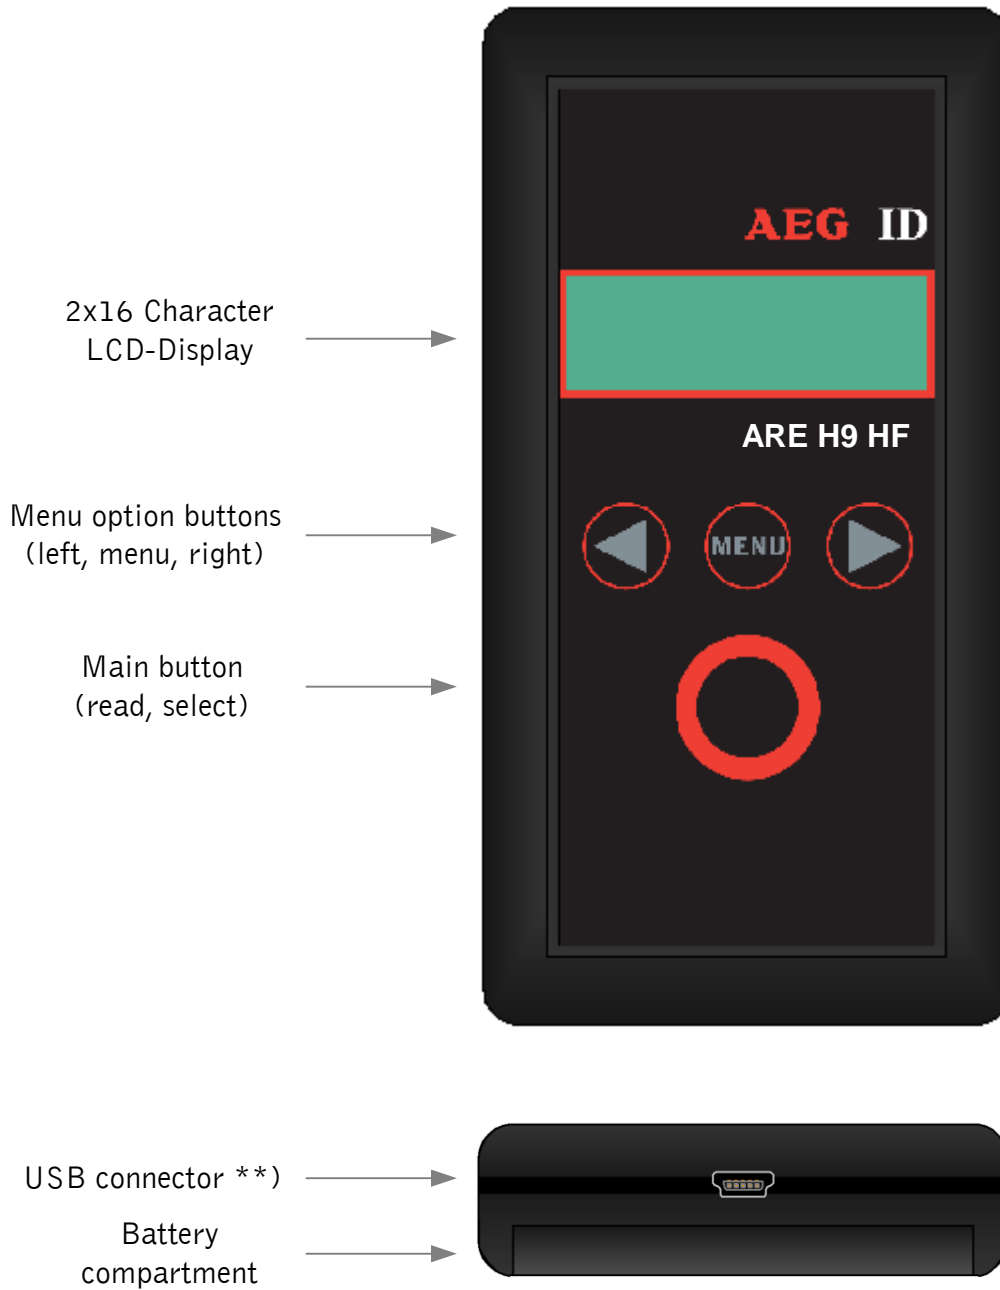 AEG ID
2x16 Character
LCD-Display
ARE H9 HF
Menu option buttons
(left, menu, right)
MENU
Main button
(read, select)
USB connector **)
Battery
compartment